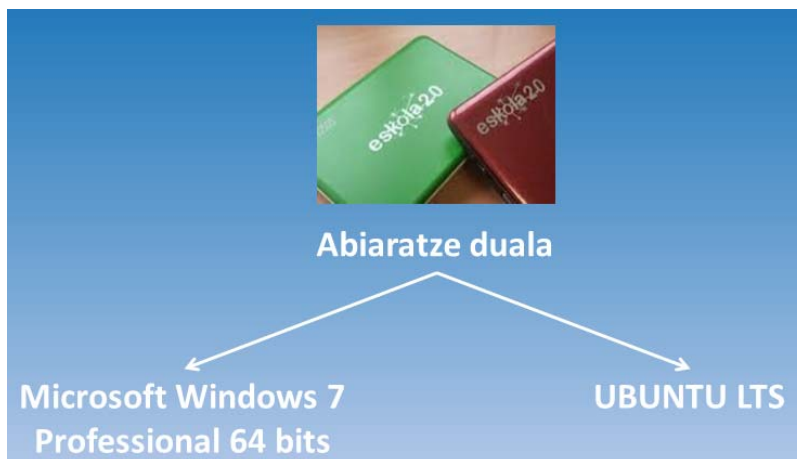 eskola 2.0
eskola 2.0
Abiaratze duala
Microsoft Windows 7
Professional 64 bits
UBUNTU LTS